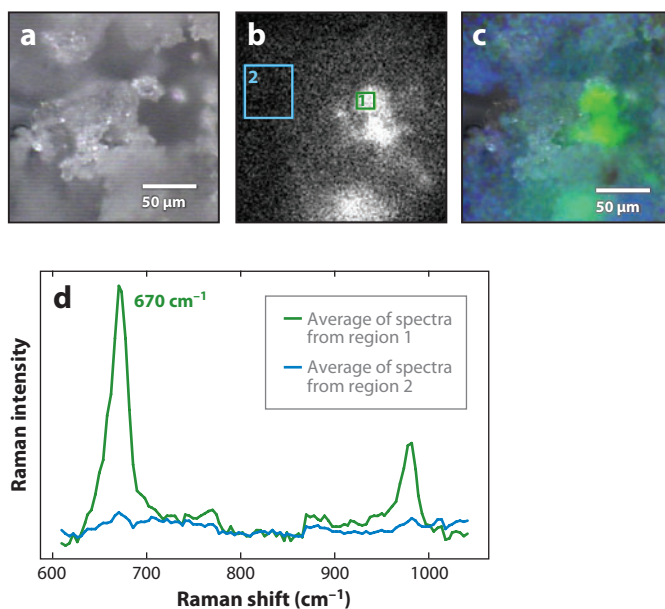 a
b
c
2
1
50 µm
50 µm
d
670 cm⁻¹
Average of spectra
from region 1
Average of spectra
from region 2
Raman intensity
600
700
800
900
1000
Raman shift (cm⁻¹)